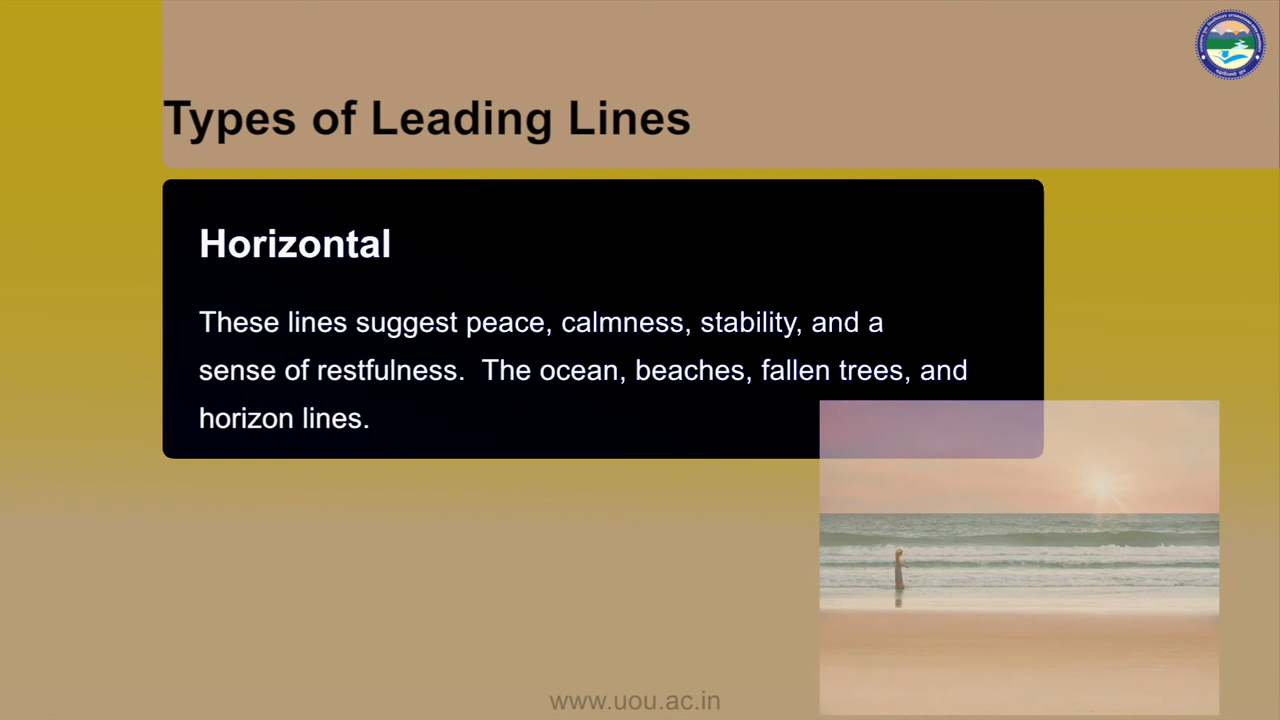 Types of Leading Lines
Horizontal
These lines suggest peace, calmness, stability, and a
sense of restfulness.  The ocean, beaches, fallen trees, and
horizon lines.
www.uou.ac.in